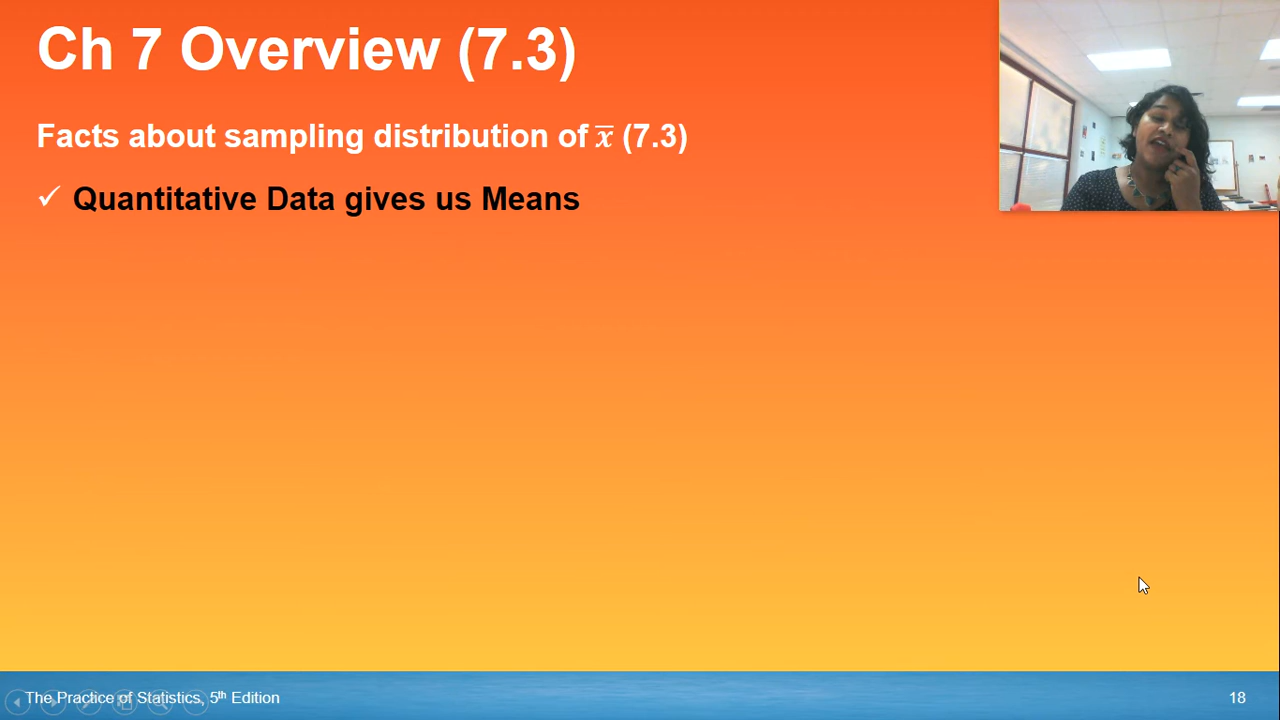 Ch 7 Overview (7.3)
Facts about sampling distribution of x̅ (7.3)
✓ Quantitative Data gives us Means
The Practice of Statistics, 5th Edition
18